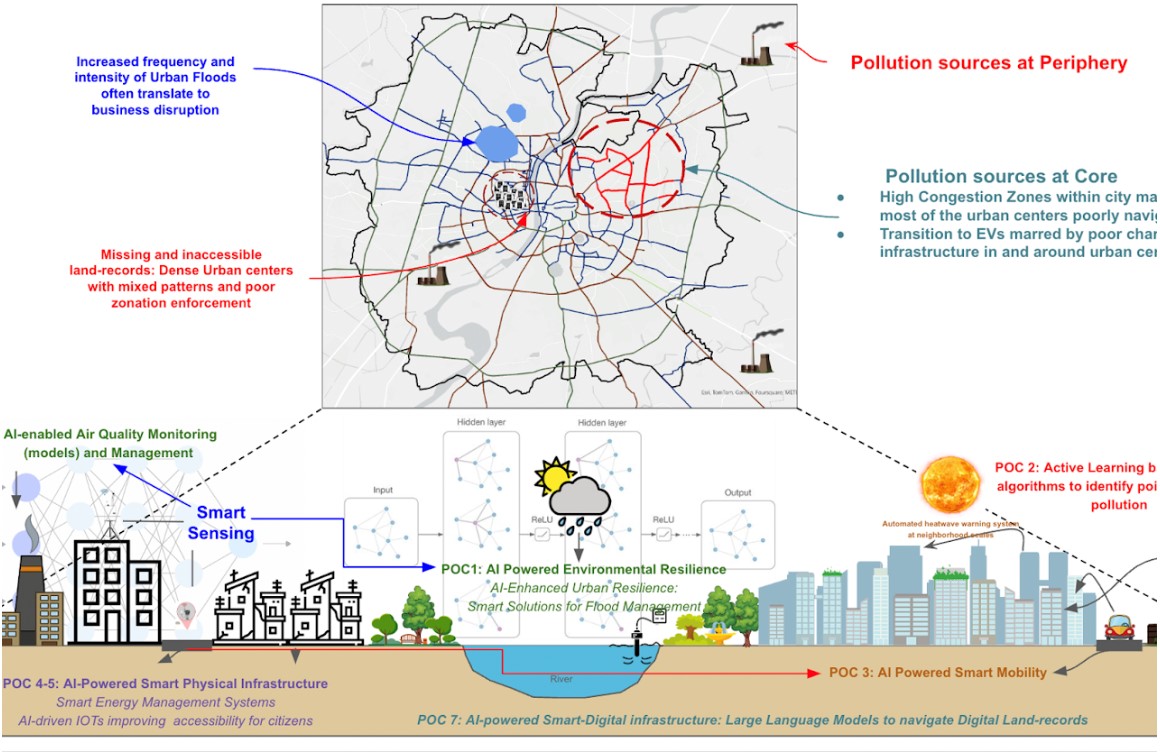 Increased frequency and
intensity of Urban Floods
often translate to
business disruption
Pollution sources at Periphery
Pollution sources at Core
● High Congestion Zones within city ma
most of the urban centers poorly navig
● Transition to EVs marred by poor char
infrastructure in and around urban cen
Missing and inaccessible
land-records: Dense Urban centers
with mixed patterns and poor
zonation enforcement
Esri, TomTom, Garmin, Foursquare, METI
AI-enabled Air Quality Monitoring
(models) and Management
Smart
Sensing
Hidden layer
Hidden layer
Input
Output
ReLU
ReLU
POC1: AI Powered Environmental Resilience
AI-Enhanced Urban Resilience:
Smart Solutions for Flood Management
POC 2: Active Learning b
algorithms to identify poi
pollution
Automated heatwave warning system
at neighborhood scales
River
POC 3: AI Powered Smart Mobility
POC 4-5: AI-Powered Smart Physical Infrastructure
Smart Energy Management Systems
AI-driven IOTs improving accessibility for citizens
POC 7: AI-powered Smart-Digital infrastructure: Large Language Models to navigate Digital Land-records